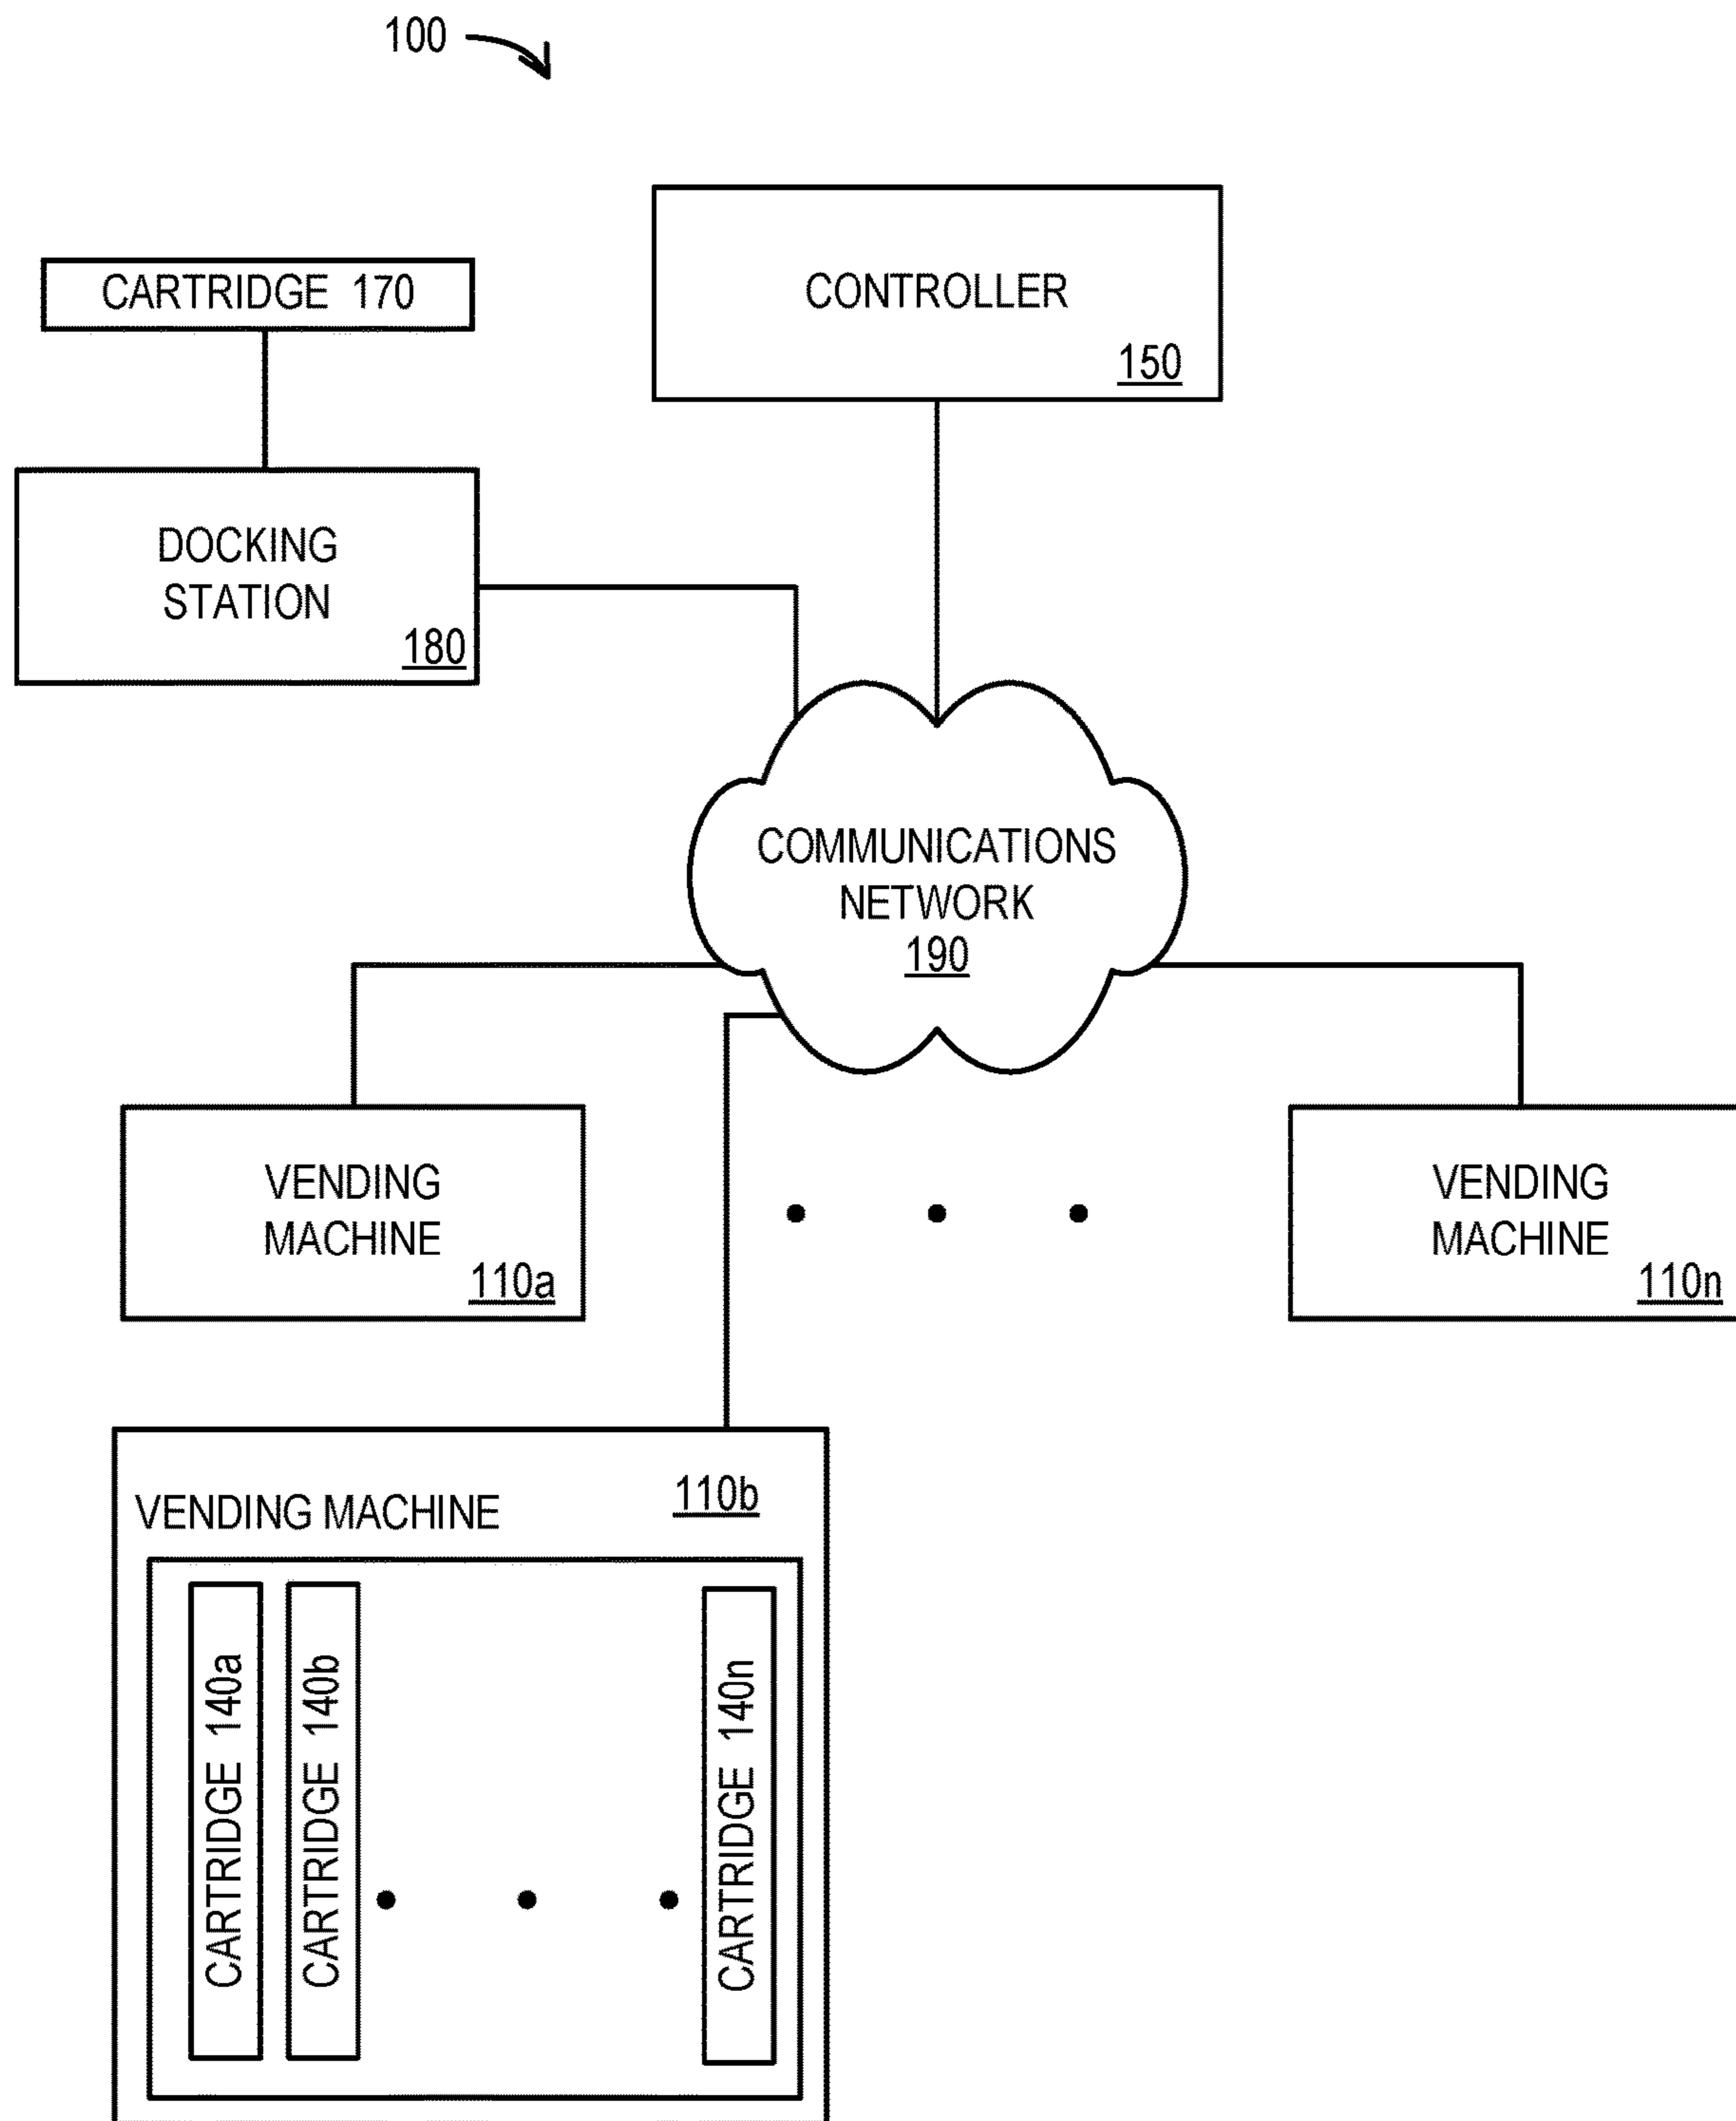 100
CARTRIDGE 170
CONTROLLER
150
DOCKING
STATION
180
COMMUNICATIONS
NETWORK
190
VENDING
MACHINE
110a
VENDING
MACHINE
110n
VENDING MACHINE
110b
CARTRIDGE 140a
CARTRIDGE 140b
CARTRIDGE 140n